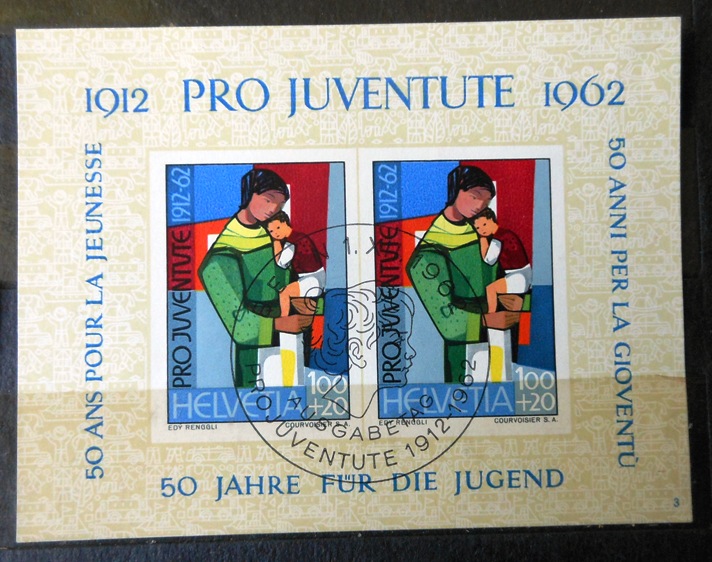 1912 PRO JUVENTUTE 1962
50 ANS POUR LA JEUNESSE
50 ANNI PER LA GIOVENTÙ
PRO JUVENTUTE 1912-62
100
+20
HELVETIA
EDY RENGGLI COURVOISIER S. A.
PRO JUVENTUTE 1912-62
100
+20
HELVETIA
EDY RENGGLI COURVOISIER S. A.
AUSGABETAG
PRO JUVENTUTE 1912-1962
50 JAHRE FÜR DIE JUGEND
3